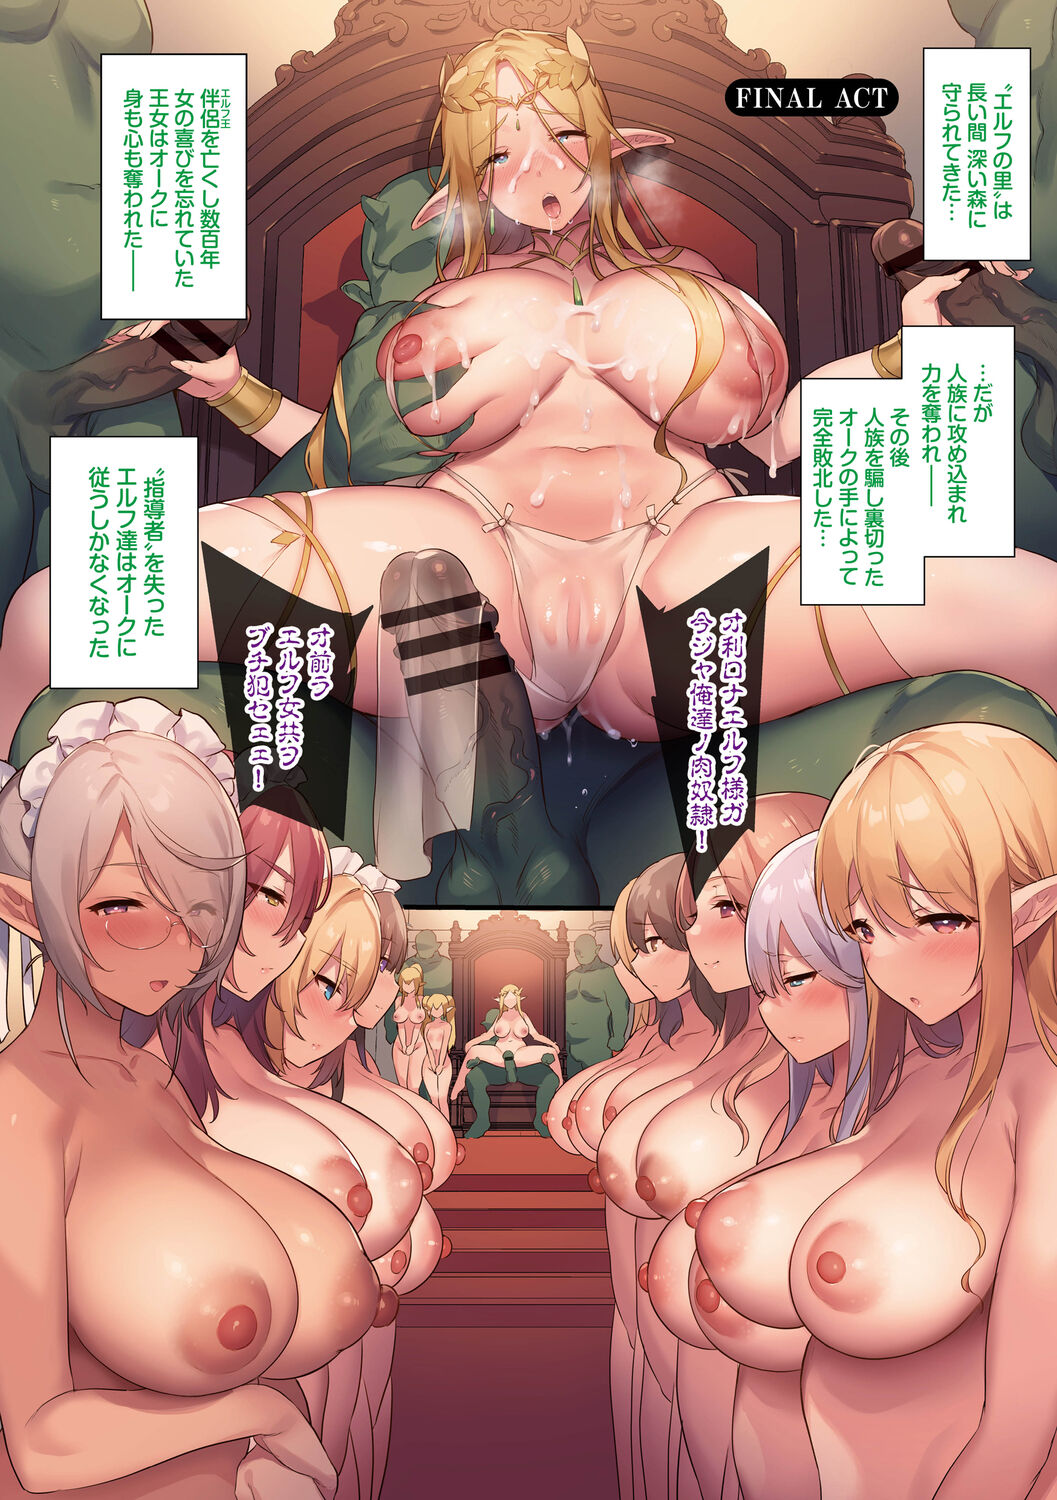 FINAL ACT
〝エルフの里〟は
長い間 深い森に
守られてきた…
…だが
人族に攻め込まれ
力を奪われ――
その後
人族を騙し裏切った
オークの手によって
完全敗北した…
エルフ王
伴侶を亡くし数百年
女の喜びを忘れていた
王女はオークに
身も心も奪われた――
〝指導者〟を失った
エルフ達はオークに
従うしかなくなった
オ利口ナエルフ様ガ
今ジャ俺達ノ肉奴隷！
オ前ラ
エルフ女共ヲ
ブチ犯セェェ！